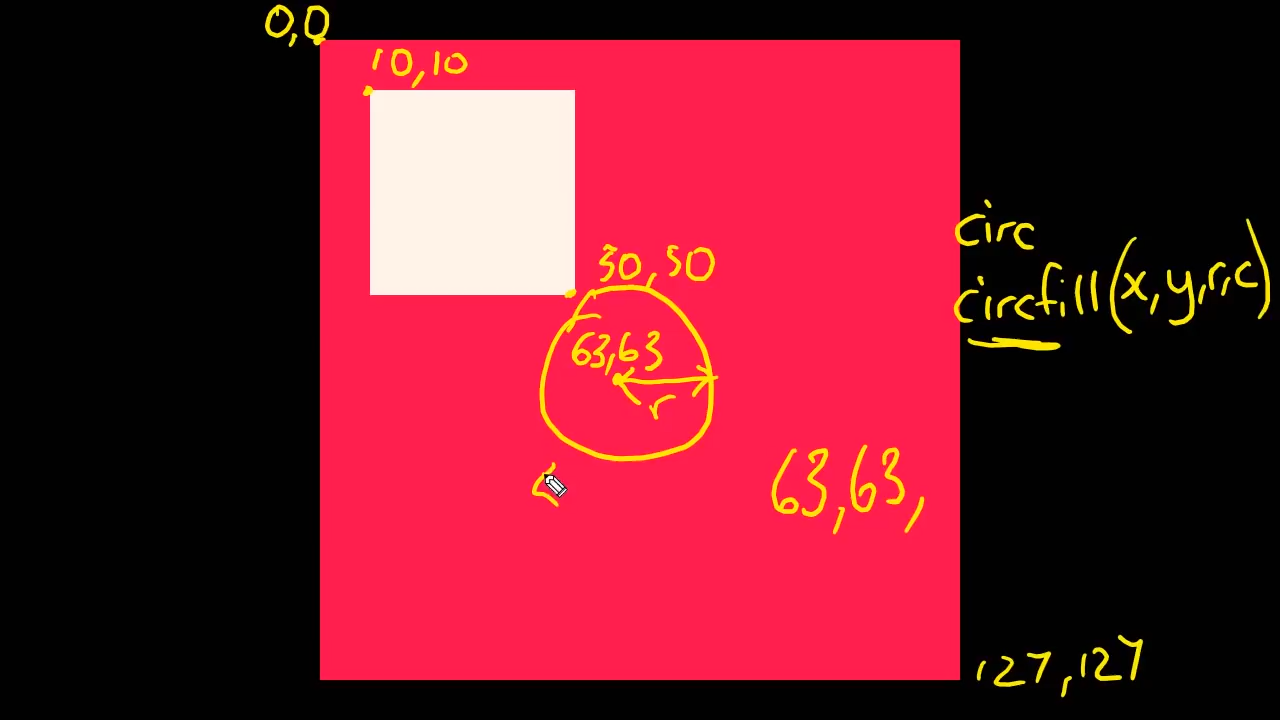 0,0
10,10
circ
30,50
circfill(x,y,r,c)
63,63
r
63,63,
127,127